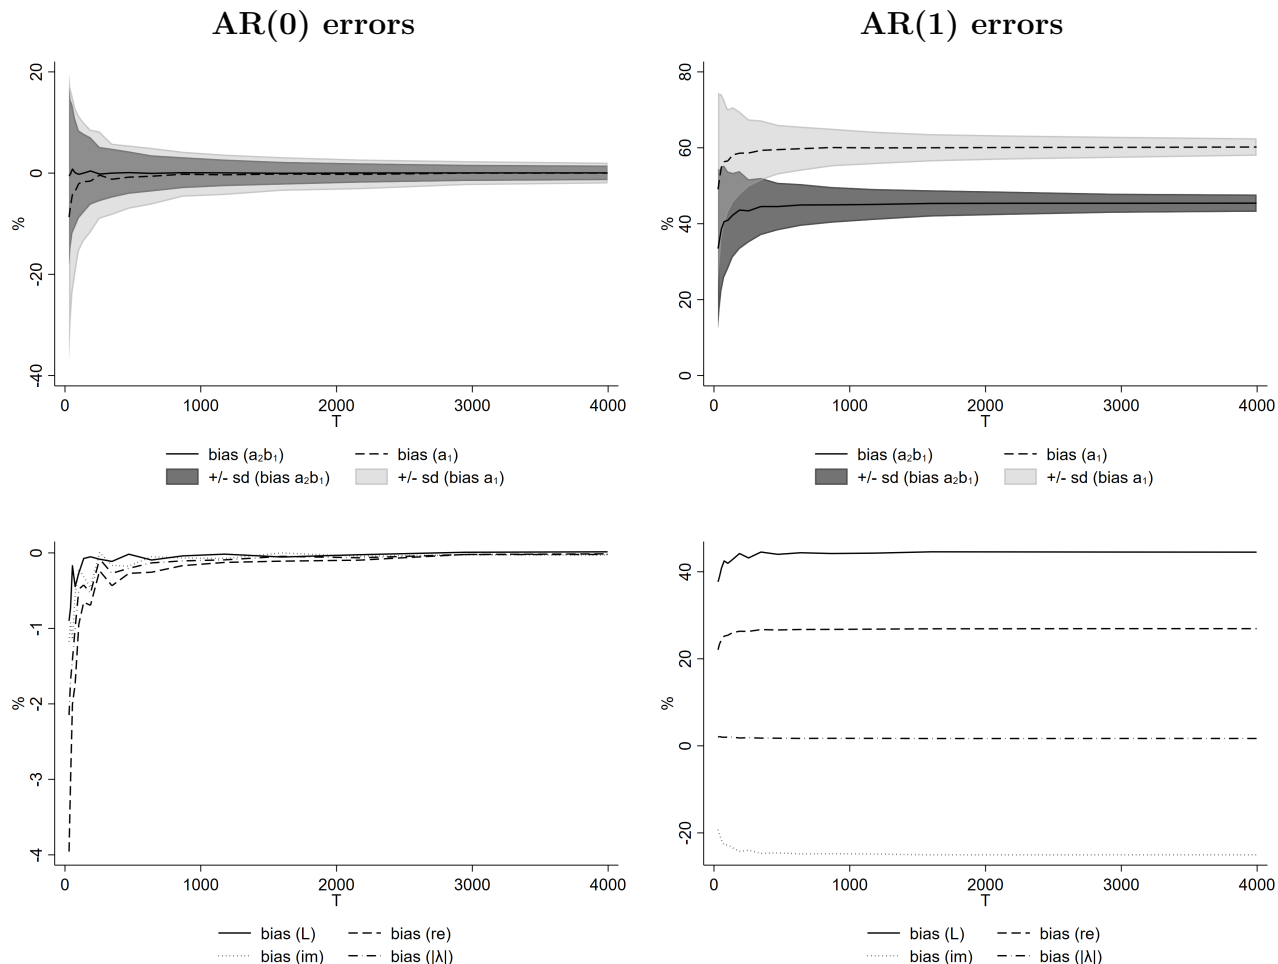 AR(0) errors
AR(1) errors
20
0
-20
-40
%
0 1000 2000 3000 4000
T
bias (a₂b₁) bias (a₁)
+/- sd (bias a₂b₁) +/- sd (bias a₁)
80
60
40
20
0
%
0 1000 2000 3000 4000
T
bias (a₂b₁) bias (a₁)
+/- sd (bias a₂b₁) +/- sd (bias a₁)
0
-1
-2
-3
-4
%
0 1000 2000 3000 4000
T
bias (L) bias (re)
bias (im) bias (|λ|)
40
20
0
-20
%
0 1000 2000 3000 4000
T
bias (L) bias (re)
bias (im) bias (|λ|)